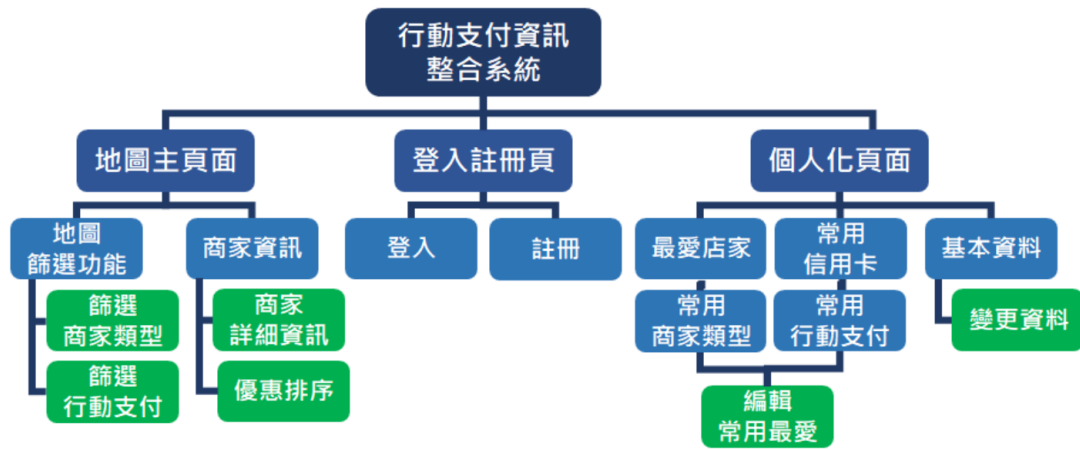 行動支付資訊
整合系統
地圖主頁面
登入註冊頁
個人化頁面
地圖
篩選功能
商家資訊
登入
註冊
最愛店家
常用
信用卡
基本資料
篩選
商家類型
商家
詳細資訊
常用
商家類型
常用
行動支付
變更資料
篩選
行動支付
優惠排序
編輯
常用最愛